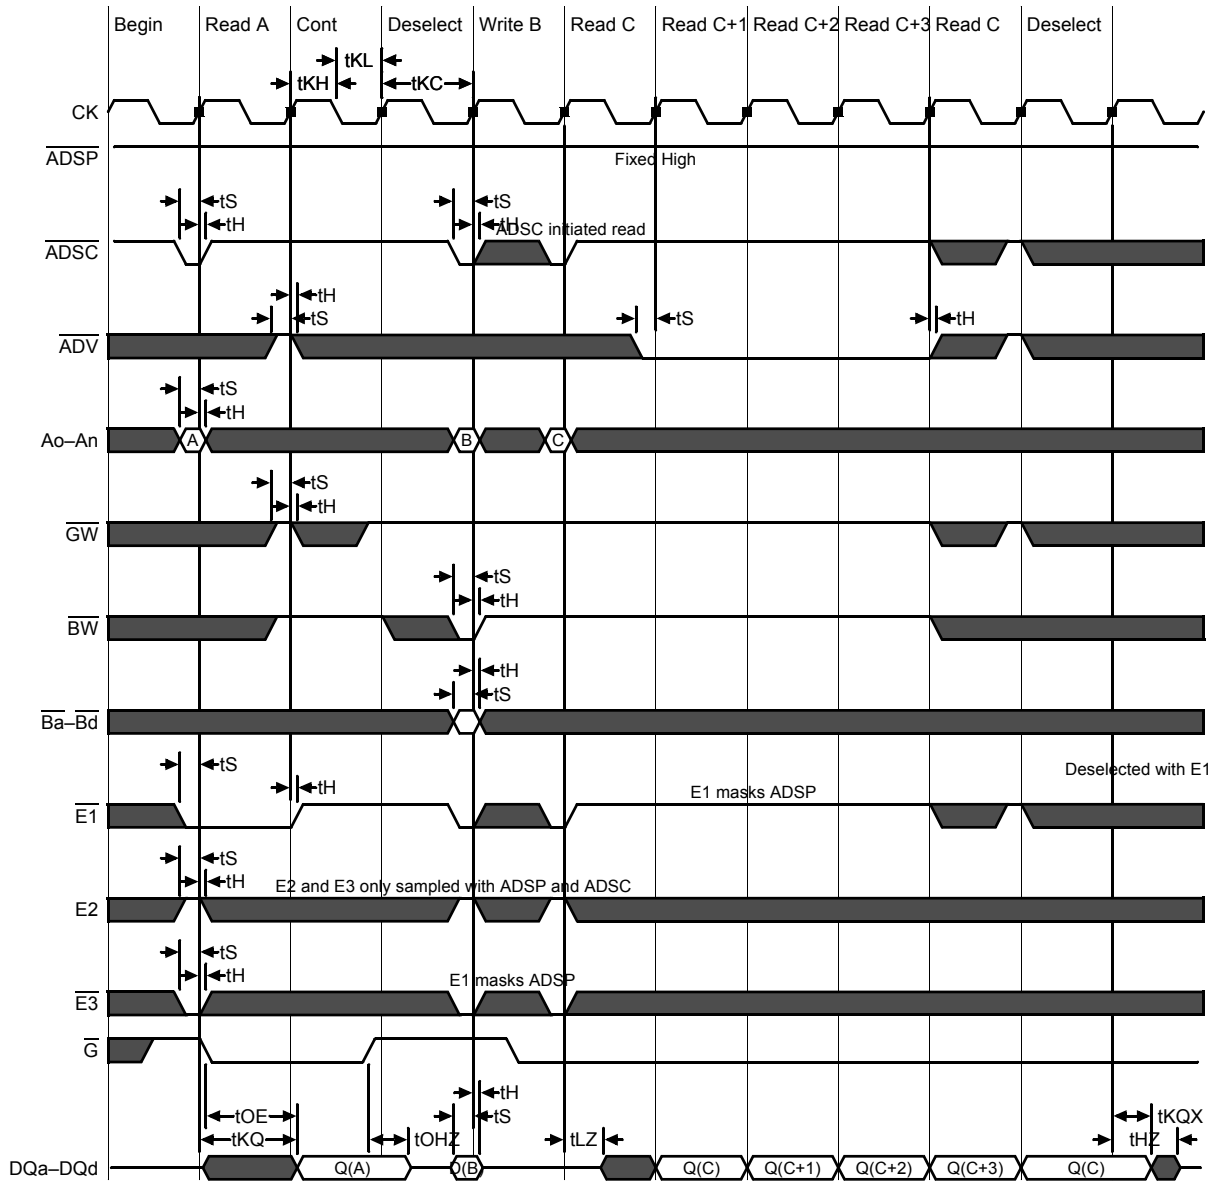 Begin Read A Cont Deselect Write B Read C Read C+1 Read C+2 Read C+3 Read C Deselect
tKL
tKH tKC
CK
ADSP
Fixed High
tS tS
tH tH
ADSC initiated read
ADSC
tH
tS tS tH
ADV
tS
tH
Ao–An A B C
tS
tH
GW
tS
tH
BW
tH
tS
Ba–Bd
tS
Deselected with E1
tH
E1 masks ADSP
E1
tS
tH
E2 and E3 only sampled with ADSP and ADSC
E2
tS
tH
E1 masks ADSP
E3
G
tH
tOE tS tKQX
tKQ tOHZ tLZ tHZ
DQa–DQd Q(A) D(B Q(C) Q(C+1) Q(C+2) Q(C+3) Q(C)